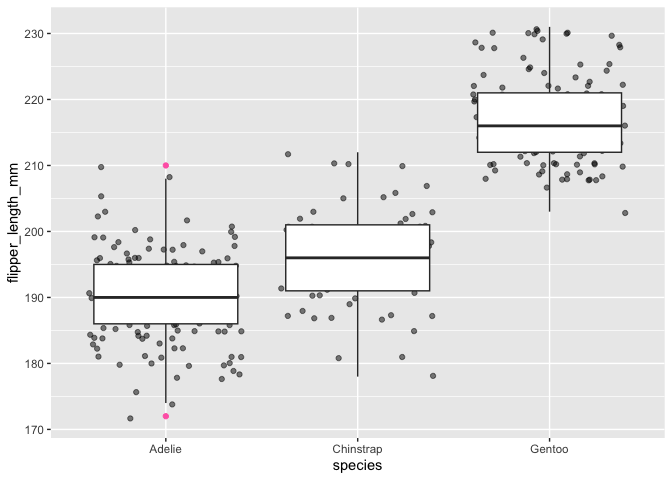 230
220
210
200
190
180
170
flipper_length_mm
Adelie
Chinstrap
Gentoo
species